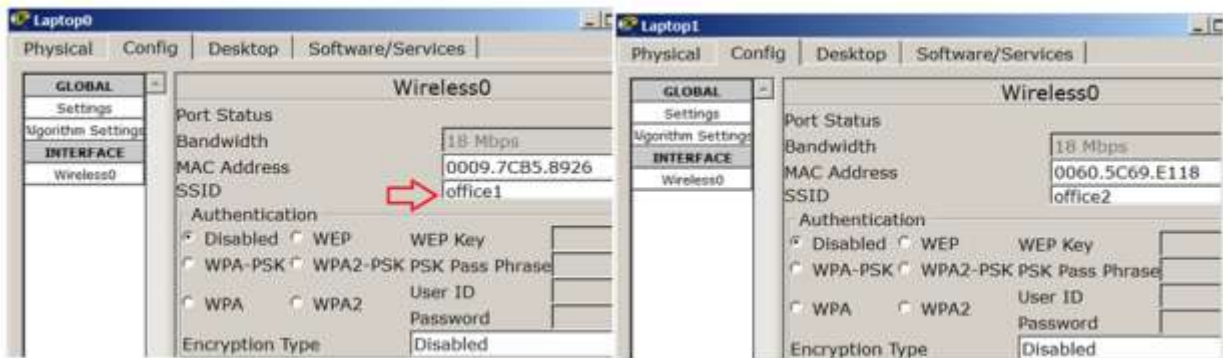 Laptop0
Physical Config Desktop Software/Services
GLOBAL
Settings
Algorithm Settings
INTERFACE
Wireless0
Wireless0
Port Status
Bandwidth 18 Mbps
MAC Address 0009.7CB5.8926
SSID office1
Authentication
Disabled WEP WEP Key
WPA-PSK WPA2-PSK PSK Pass Phrase
WPA WPA2 User ID
Password
Encryption Type Disabled
Laptop1
Physical Config Desktop Software/Services
GLOBAL
Settings
Algorithm Settings
INTERFACE
Wireless0
Wireless0
Port Status
Bandwidth 18 Mbps
MAC Address 0060.5C69.E118
SSID office2
Authentication
Disabled WEP WEP Key
WPA-PSK WPA2-PSK PSK Pass Phrase
WPA WPA2 User ID
Password
Encryption Type Disabled